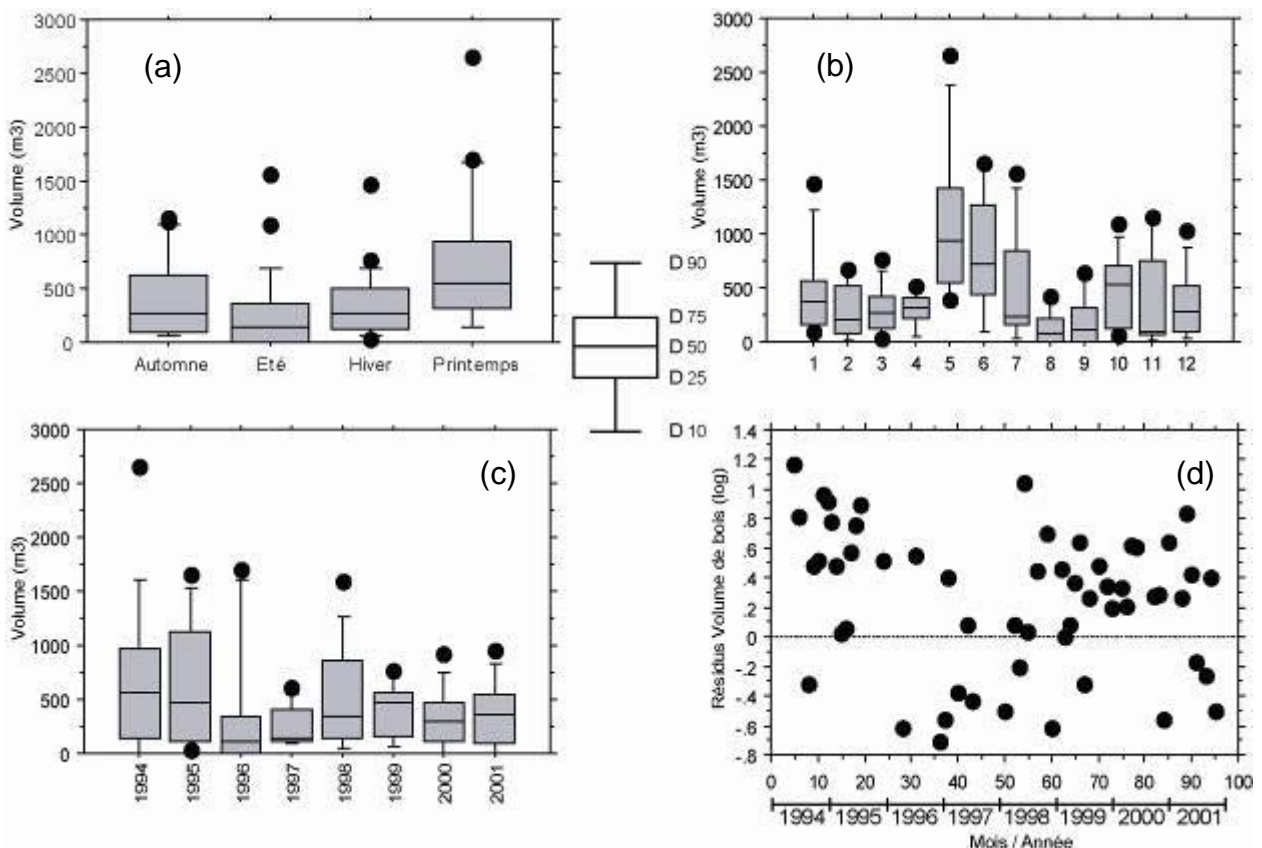 (a)
Volume (m3)
3000
2500
2000
1500
1000
500
0
Automne Eté Hiver Printemps
(b)
Volume (m3)
3000
2500
2000
1500
1000
500
0
1 2 3 4 5 6 7 8 9 10 11 12
D 90
D 75
D 50
D 25
D 10
(c)
Volume (m3)
3000
2500
2000
1500
1000
500
0
1994 1995 1996 1997 1998 1999 2000 2001
(d)
Résidus Volume de bois (log)
1.4
1.2
1
.8
.6
.4
.2
0
-.2
-.4
-.6
-.8
0 10 20 30 40 50 60 70 80 90 100
1994 1995 1996 1997 1998 1999 2000 2001
Mois / Année